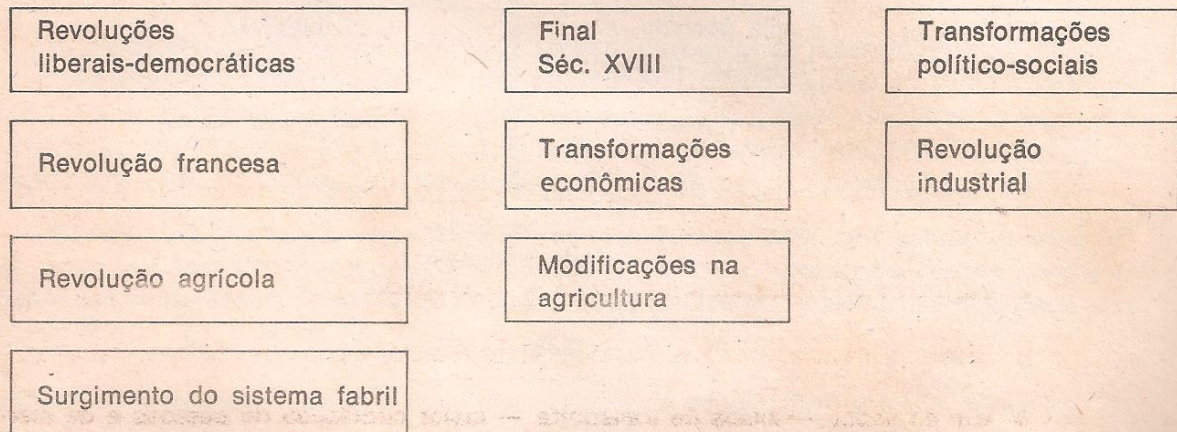 Revoluções
liberais-democráticas
Final
Séc. XVIII
Transformações
político-sociais
Revolução francesa
Transformações
econômicas
Revolução
industrial
Revolução agrícola
Modificações na
agricultura
Surgimento do sistema fabril